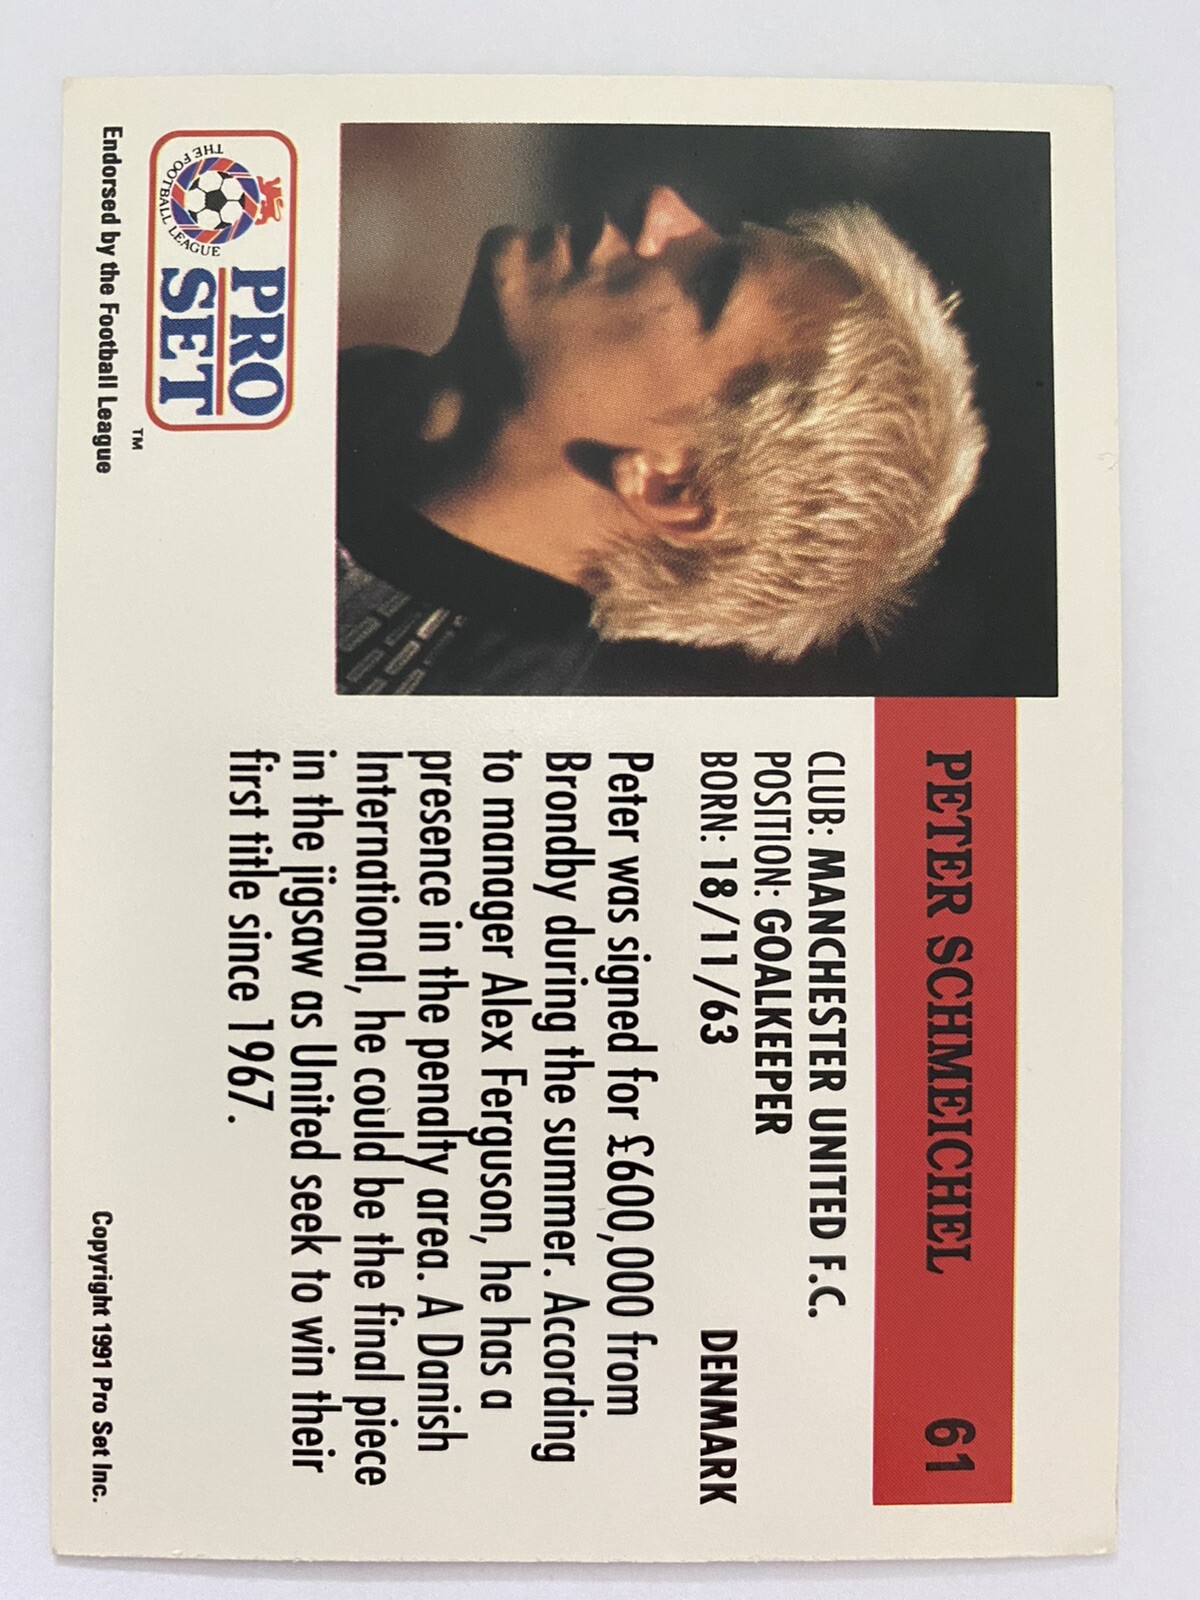 PETER SCHMEICHEL 61
CLUB: MANCHESTER UNITED F.C.
POSITION: GOALKEEPER
BORN: 18/11/63 DENMARK
Peter was signed for £600,000 from
Brondby during the summer. According
to manager Alex Ferguson, he has a
presence in the penalty area. A Danish
International, he could be the final piece
in the jigsaw as United seek to win their
first title since 1967.
THE FOOTBALL LEAGUE
PRO
SET
TM
Endorsed by the Football League
Copyright 1991 Pro Set Inc.